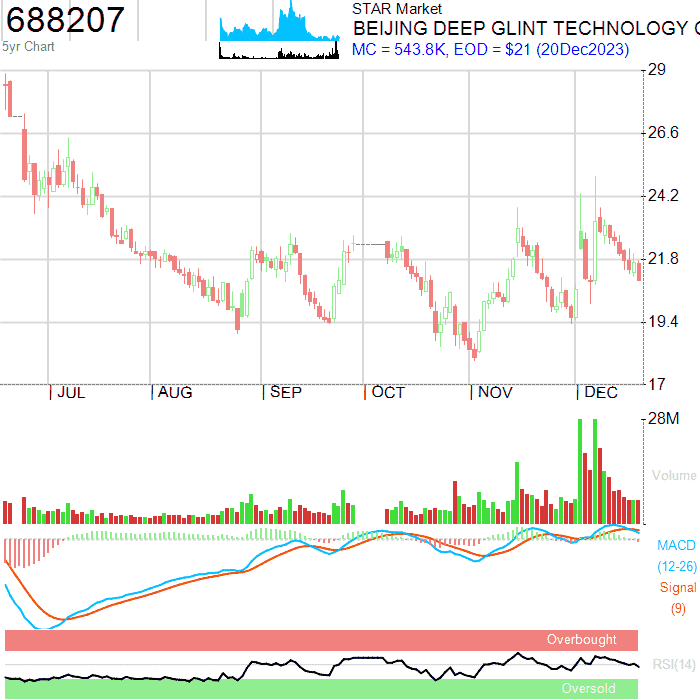 688207
5yr Chart
STAR Market
BEIJING DEEP GLINT TECHNOLOGY
MC = 543.8K, EOD = $21 (20Dec2023)
29
26.6
24.2
21.8
19.4
17
JUL AUG SEP OCT NOV DEC
28M
Volume
MACD
(12-26)
Signal
(9)
Overbought
RSI(14)
Oversold